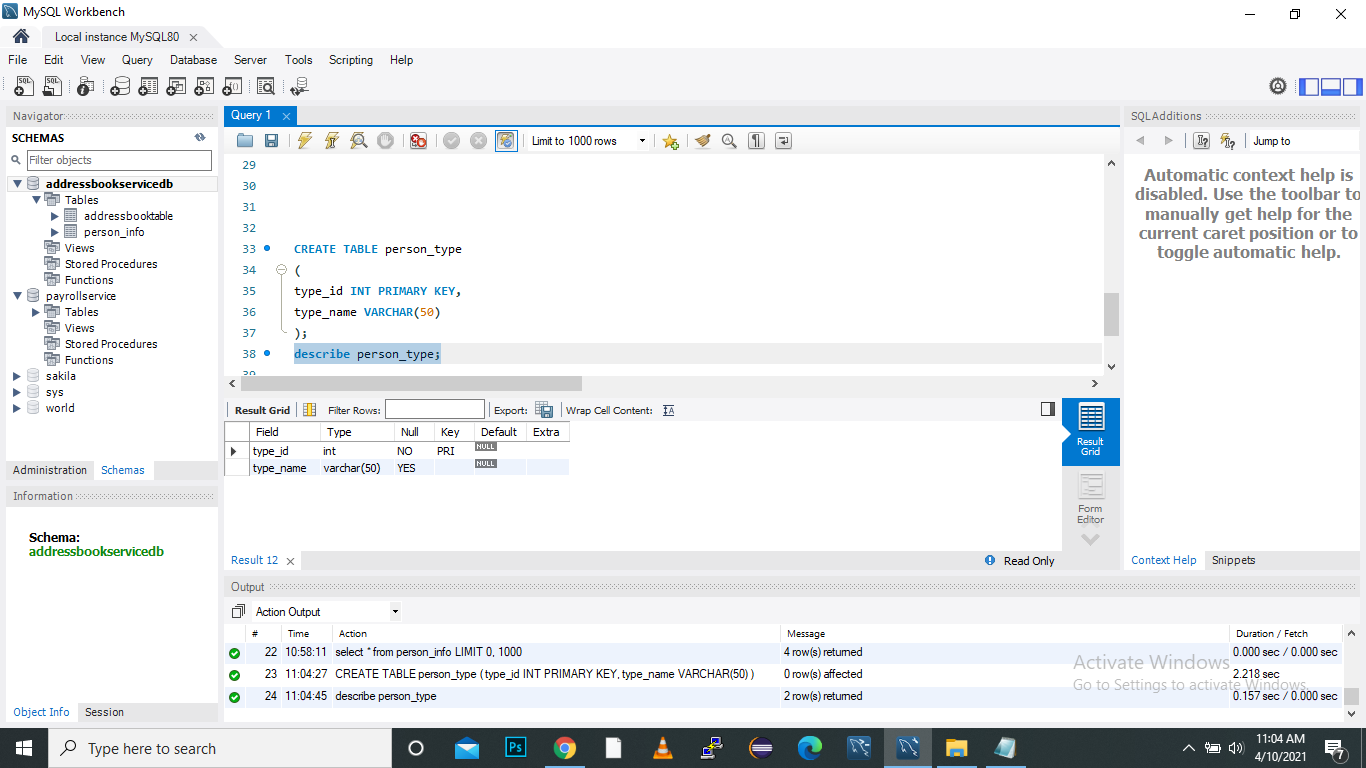 MySQL Workbench
Local instance MySQL80
File Edit View Query Database Server Tools Scripting Help
Navigator
SCHEMAS
Filter objects
addressbookservicedb
Tables
addressbooktable
person_info
Views
Stored Procedures
Functions
payrollservice
Tables
Views
Stored Procedures
Functions
sakila
sys
world
Administration Schemas
Information
Schema:
addressbookservicedb
Object Info Session
Query 1
Limit to 1000 rows
29
30
31
32
33 CREATE TABLE person_type
34 (
35 type_id INT PRIMARY KEY,
36 type_name VARCHAR(50)
37 );
38 describe person_type;
39
Result Grid Filter Rows: Export: Wrap Cell Content:
Field Type Null Key Default Extra
type_id int NO PRI NULL
type_name varchar(50) YES NULL
Result Grid
Form Editor
Result 12
Read Only
SQLAdditions
Jump to
Automatic context help is
disabled. Use the toolbar to
manually get help for the
current caret position or to
toggle automatic help.
Context Help Snippets
Output
Action Output
# Time Action Message Duration / Fetch
22 10:58:11 select * from person_info LIMIT 0, 1000 4 row(s) returned 0.000 sec / 0.000 sec
23 11:04:27 CREATE TABLE person_type ( type_id INT PRIMARY KEY, type_name VARCHAR(50) ) 0 row(s) affected 2.218 sec
24 11:04:45 describe person_type 2 row(s) returned 0.157 sec / 0.000 sec
Activate Windows
Go to Settings to activate Windows.
Type here to search
Ps
11:04 AM
4/10/2021
7